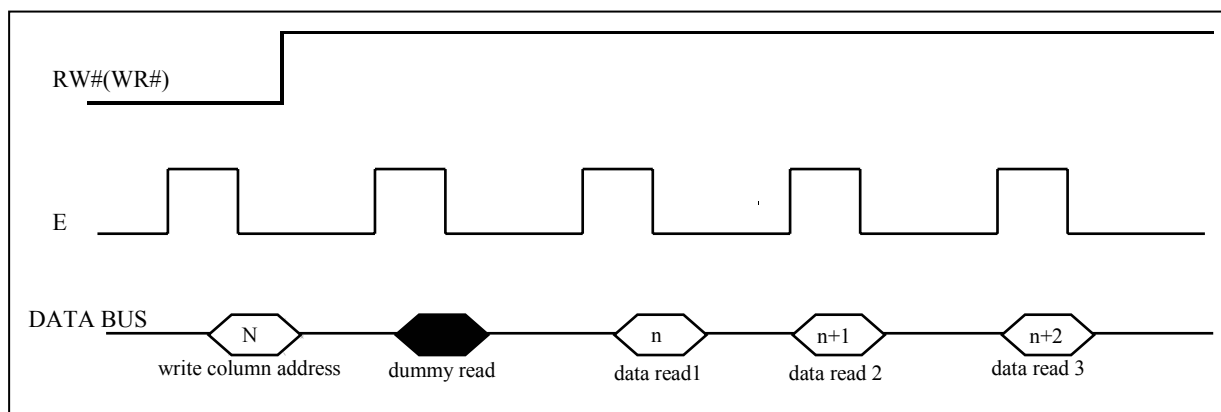 RW#(WR#)
E
DATA BUS
N
n
n+1
n+2
write column address
dummy read
data read1
data read 2
data read 3